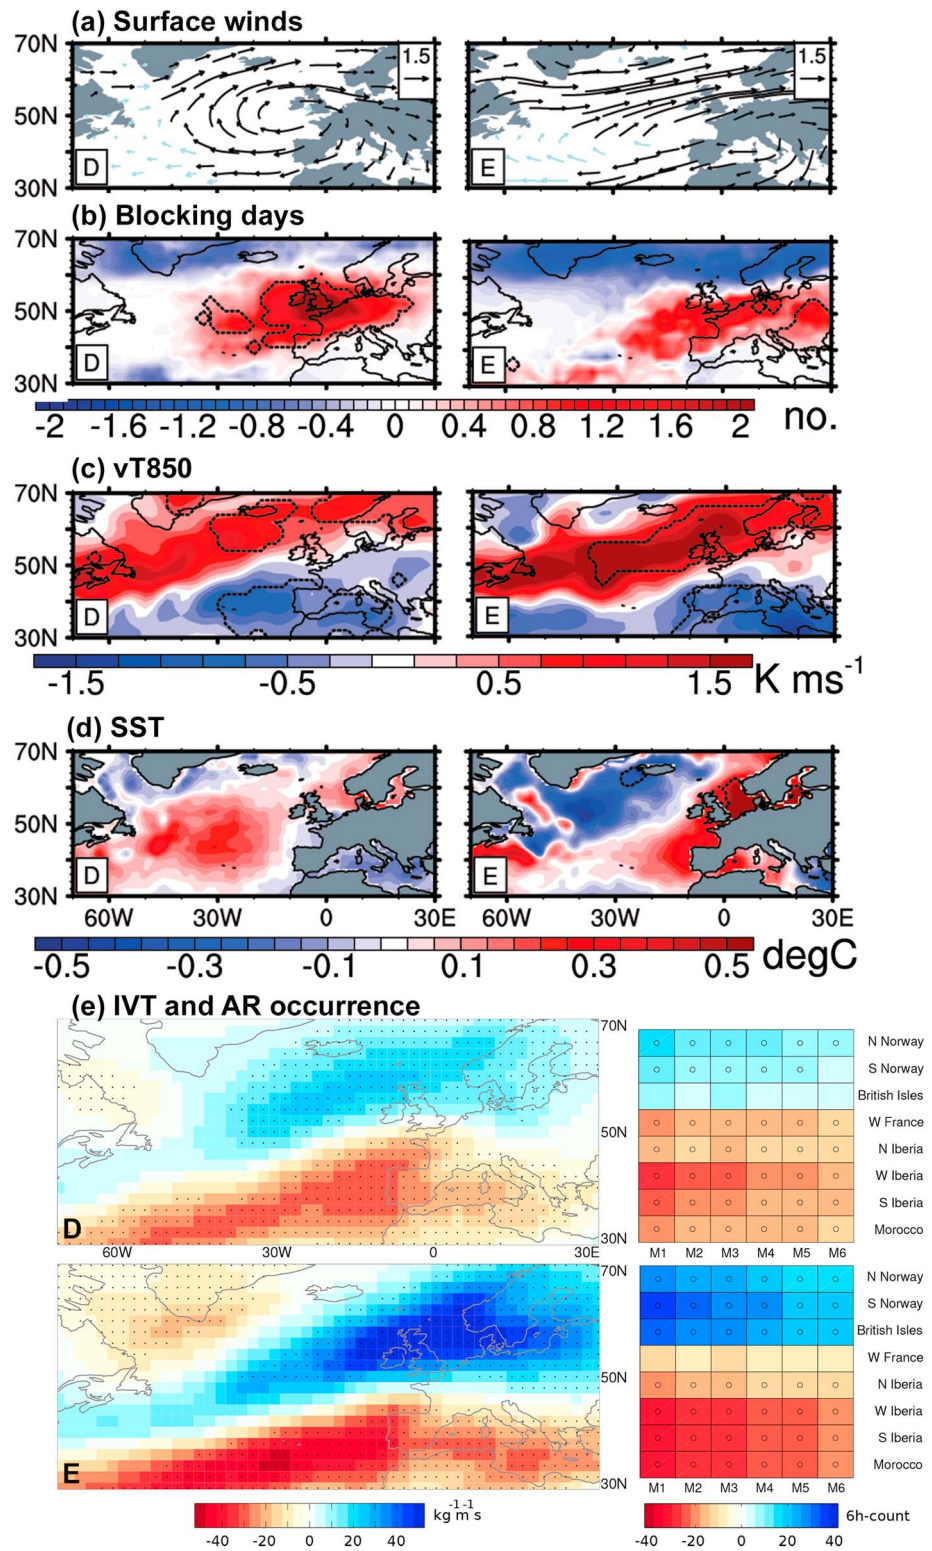 (a) Surface winds
70N
50N
30N
1.5
1.5
D
E
(b) Blocking days
70N
50N
30N
D
E
-2 -1.6 -1.2 -0.8 -0.4 0 0.4 0.8 1.2 1.6 2 no.
(c) vT850
70N
50N
30N
D
E
-1.5 -0.5 0.5 1.5 K ms-1
(d) SST
70N
50N
30N
D
E
60W 30W 0 30E 60W 30W 0 30E
-0.5 -0.3 -0.1 0.1 0.3 0.5 degC
(e) IVT and AR occurrence
70N
50N
30N
D
60W 30W 0 30E
N Norway
S Norway
British Isles
W France
N Iberia
W Iberia
S Iberia
Morocco
M1 M2 M3 M4 M5 M6
70N
50N
30N
E
N Norway
S Norway
British Isles
W France
N Iberia
W Iberia
S Iberia
Morocco
M1 M2 M3 M4 M5 M6
-40 -20 0 20 40 kg m-1 s-1
-40 -20 0 20 40 6h-count